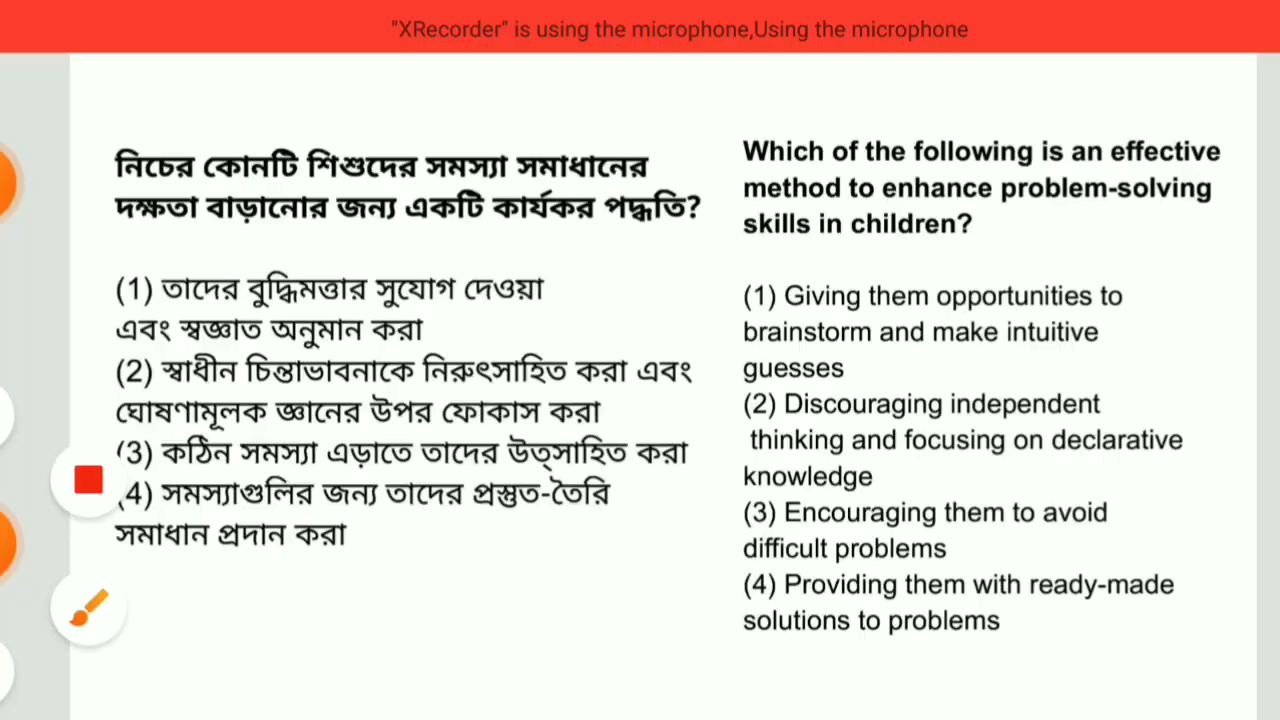 "XRecorder" is using the microphone,Using the microphone
নিচের কোনটি শিশুদের সমস্যা সমাধানের
দক্ষতা বাড়ানোর জন্য একটি কার্যকর পদ্ধতি?
(1) তাদের বুদ্ধিমত্তার সুযোগ দেওয়া
এবং স্বজ্ঞাত অনুমান করা
(2) স্বাধীন চিন্তাভাবনাকে নিরুৎসাহিত করা এবং
ঘোষণামূলক জ্ঞানের উপর ফোকাস করা
(3) কঠিন সমস্যা এড়াতে তাদের উত্সাহিত করা
(4) সমস্যাগুলির জন্য তাদের প্রস্তুত-তৈরি
সমাধান প্রদান করা
Which of the following is an effective
method to enhance problem-solving
skills in children?
(1) Giving them opportunities to
brainstorm and make intuitive
guesses
(2) Discouraging independent
thinking and focusing on declarative
knowledge
(3) Encouraging them to avoid
difficult problems
(4) Providing them with ready-made
solutions to problems